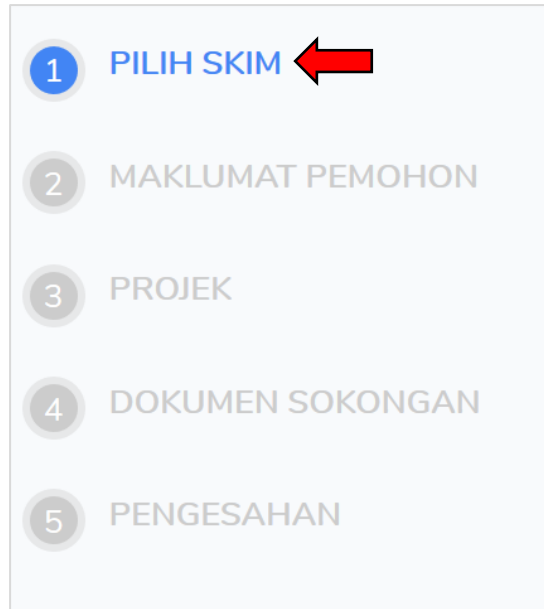 1 PILIH SKIM
2 MAKLUMAT PEMOHON
3 PROJEK
4 DOKUMEN SOKONGAN
5 PENGESAHAN